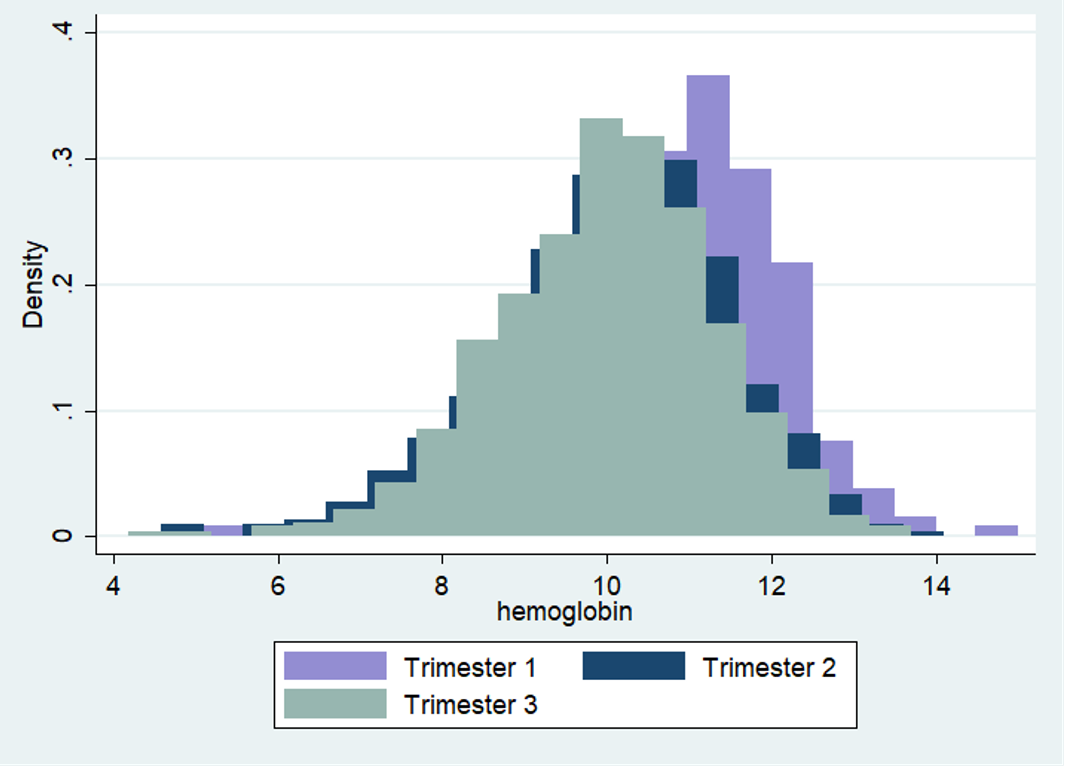 .4
.3
.2
.1
0
Density
4 6 8 10 12 14
hemoglobin
Trimester 1 Trimester 2
Trimester 3